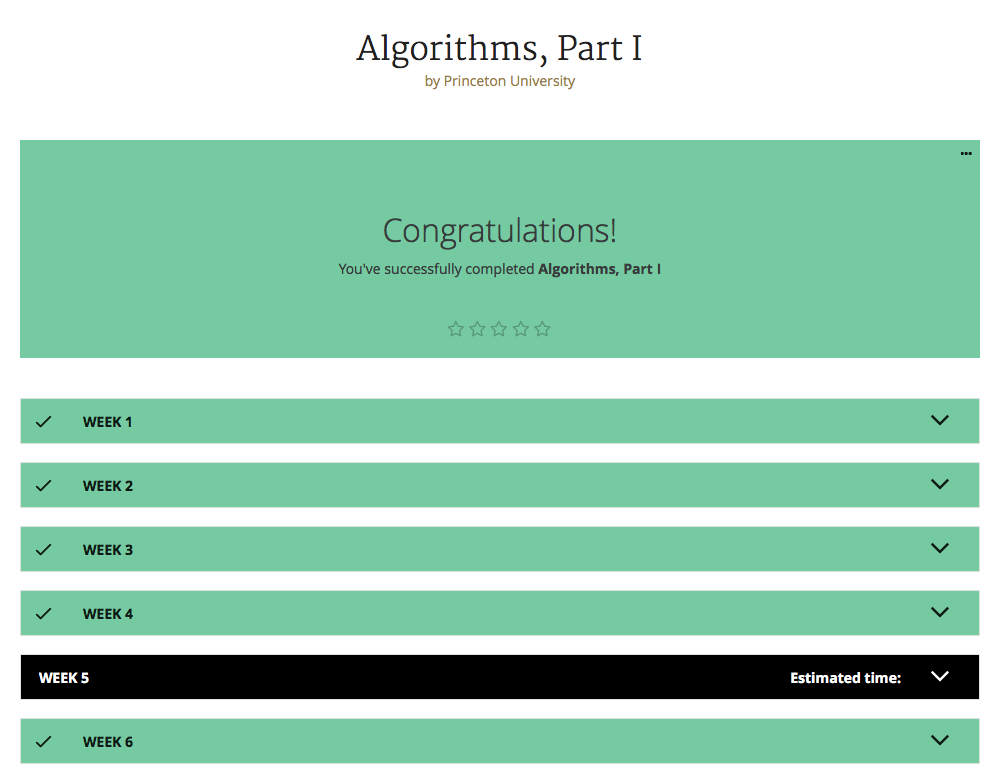 Algorithms, Part I
by Princeton University
Congratulations!
You've successfully completed Algorithms, Part I
WEEK 1
WEEK 2
WEEK 3
WEEK 4
WEEK 5 Estimated time:
WEEK 6